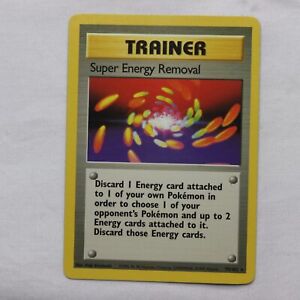 TRAINER
Super Energy Removal
Discard 1 Energy card attached
to 1 of your own Pokémon in
order to choose 1 of your
opponent's Pokémon and up to 2
Energy cards attached to it.
Discard those Energy cards.